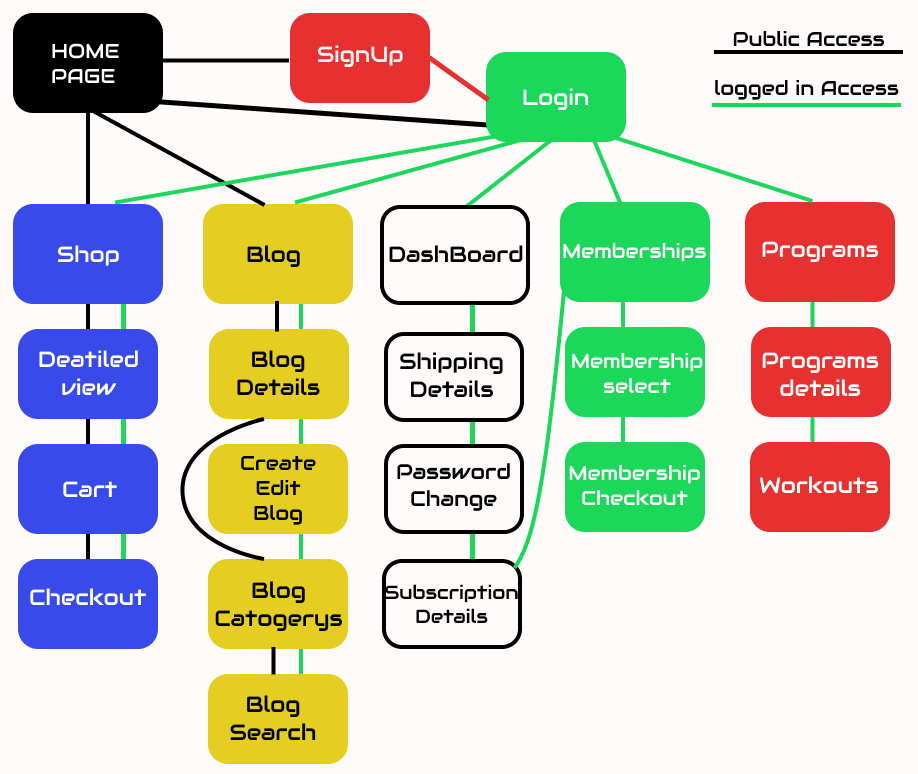 HOME
PAGE
SignUp
Login
Public Access
logged in Access
Shop
Blog
DashBoard
Memberships
Programs
Deatiled
view
Blog
Details
Shipping
Details
Membership
select
Programs
details
Cart
Create
Edit
Blog
Password
Change
Membership
Checkout
Workouts
Checkout
Blog
Catogerys
Subscription
Details
Blog
Search